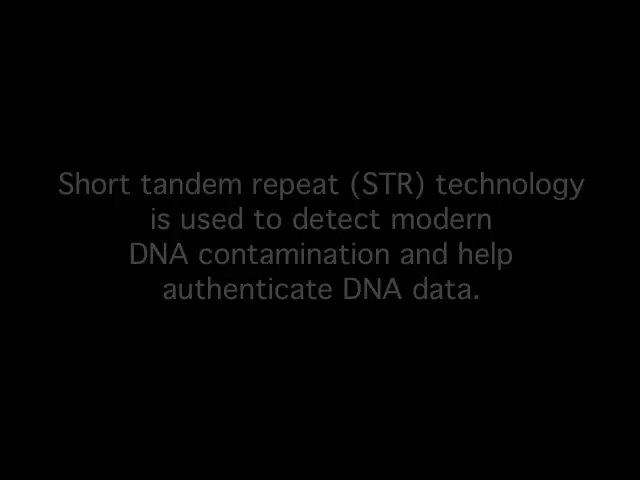 Short tandem repeat (STR) technology
is used to detect modern
DNA contamination and help
authenticate DNA data.